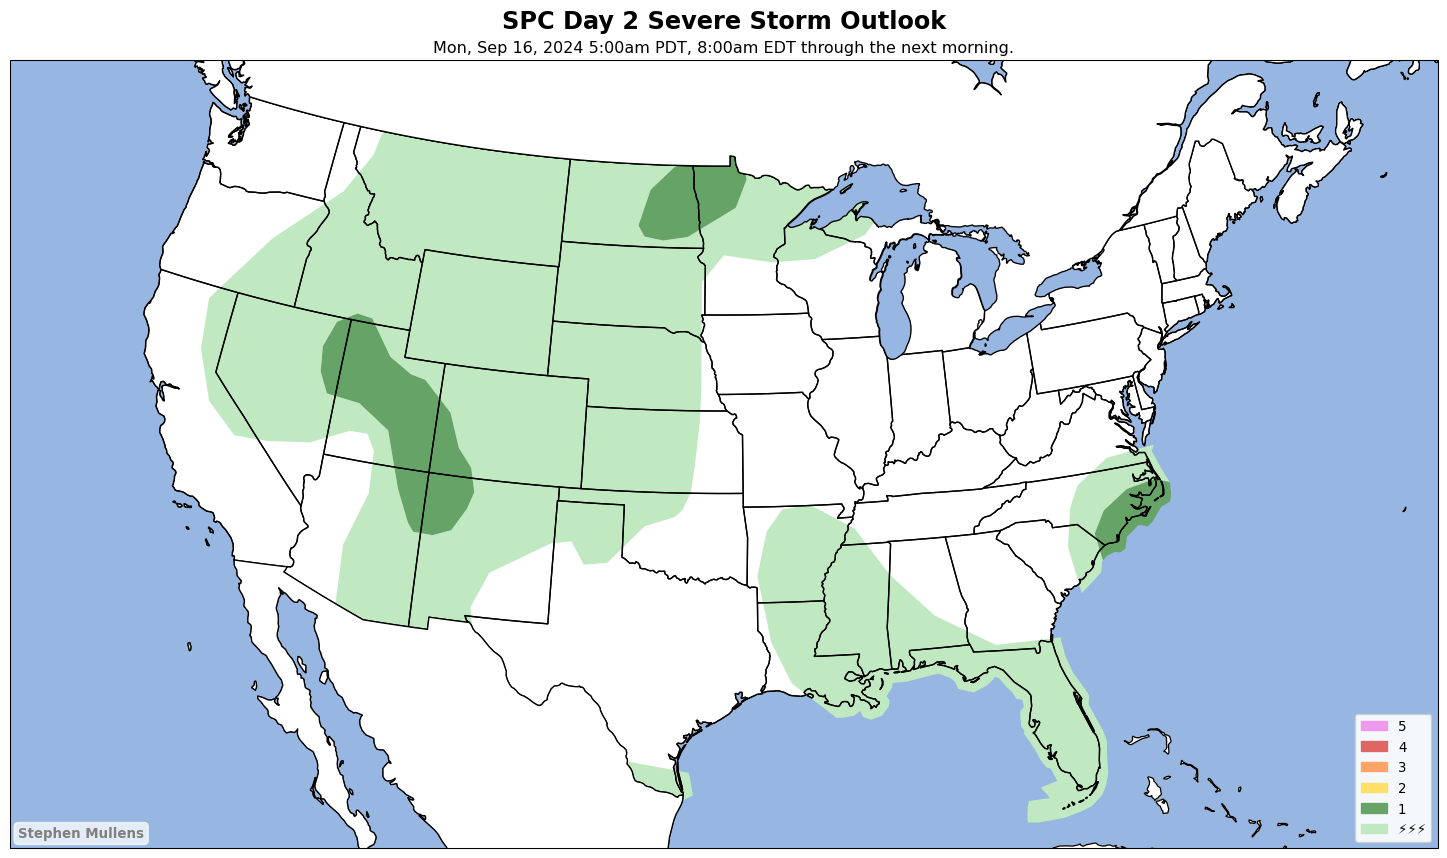 SPC Day 2 Severe Storm Outlook
Mon, Sep 16, 2024 5:00am PDT, 8:00am EDT through the next morning.
5
4
3
2
1
⚡⚡⚡
Stephen Mullens